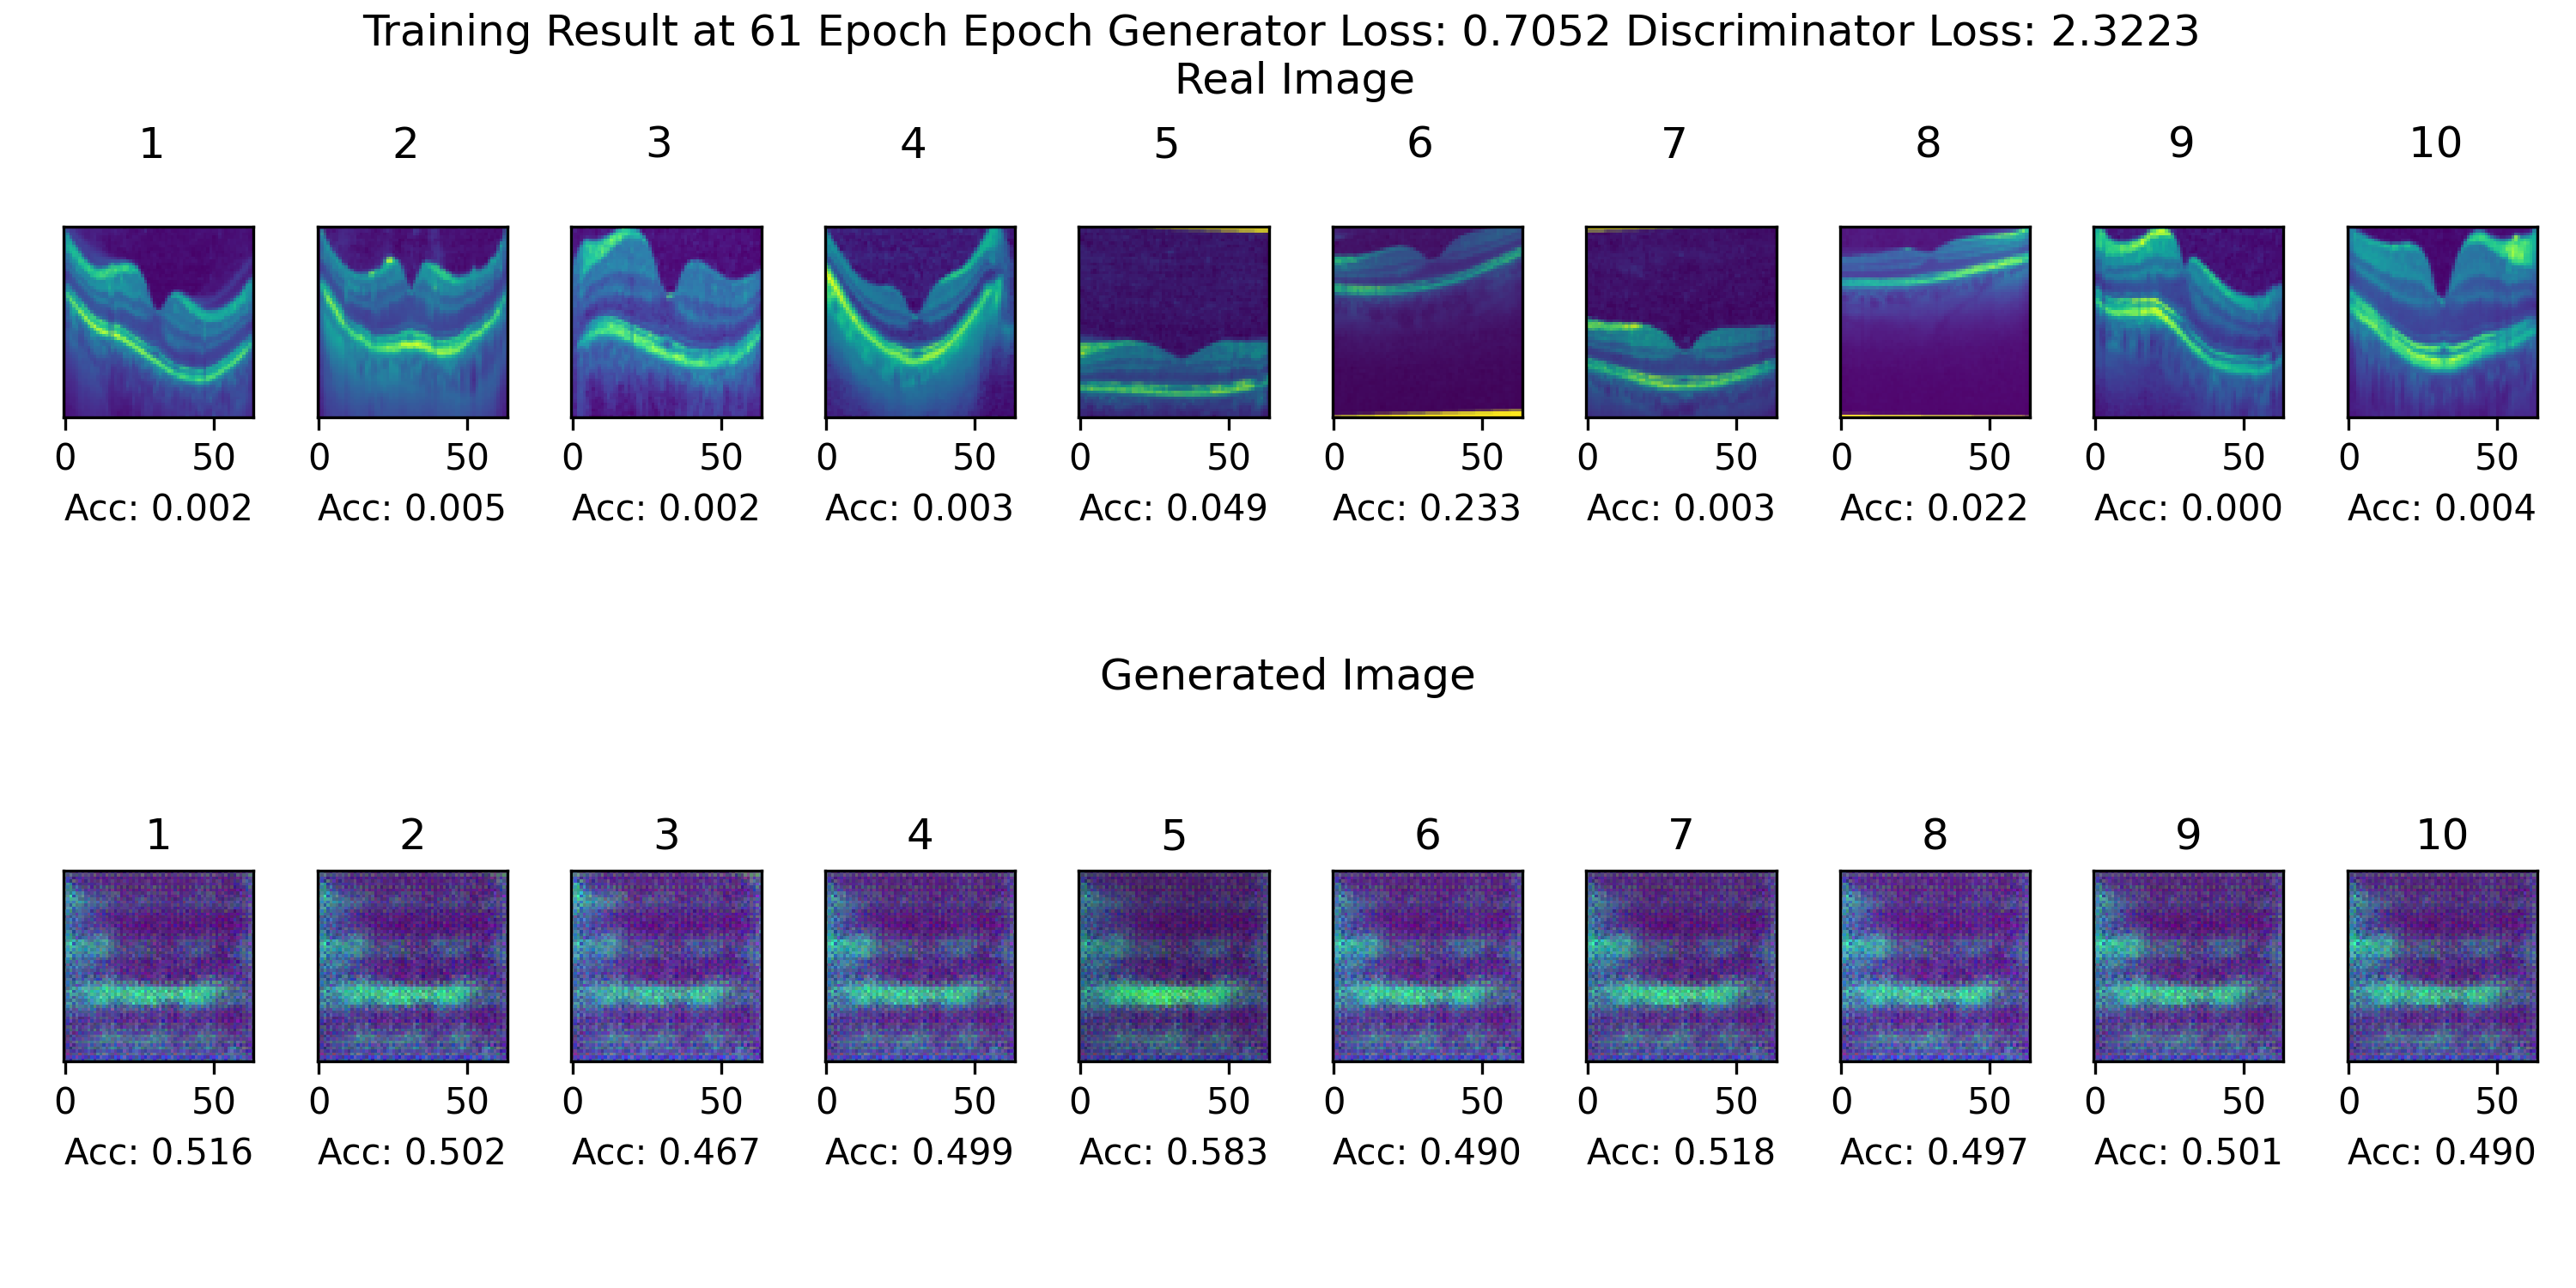 Training Result at 61 Epoch Epoch Generator Loss: 0.7052 Discriminator Loss: 2.3223
Real Image
1 2 3 4 5 6 7 8 9 10
0 50 0 50 0 50 0 50 0 50 0 50 0 50 0 50 0 50 0 50
Acc: 0.002 Acc: 0.005 Acc: 0.002 Acc: 0.003 Acc: 0.049 Acc: 0.233 Acc: 0.003 Acc: 0.022 Acc: 0.000 Acc: 0.004
Generated Image
1 2 3 4 5 6 7 8 9 10
0 50 0 50 0 50 0 50 0 50 0 50 0 50 0 50 0 50 0 50
Acc: 0.516 Acc: 0.502 Acc: 0.467 Acc: 0.499 Acc: 0.583 Acc: 0.490 Acc: 0.518 Acc: 0.497 Acc: 0.501 Acc: 0.490